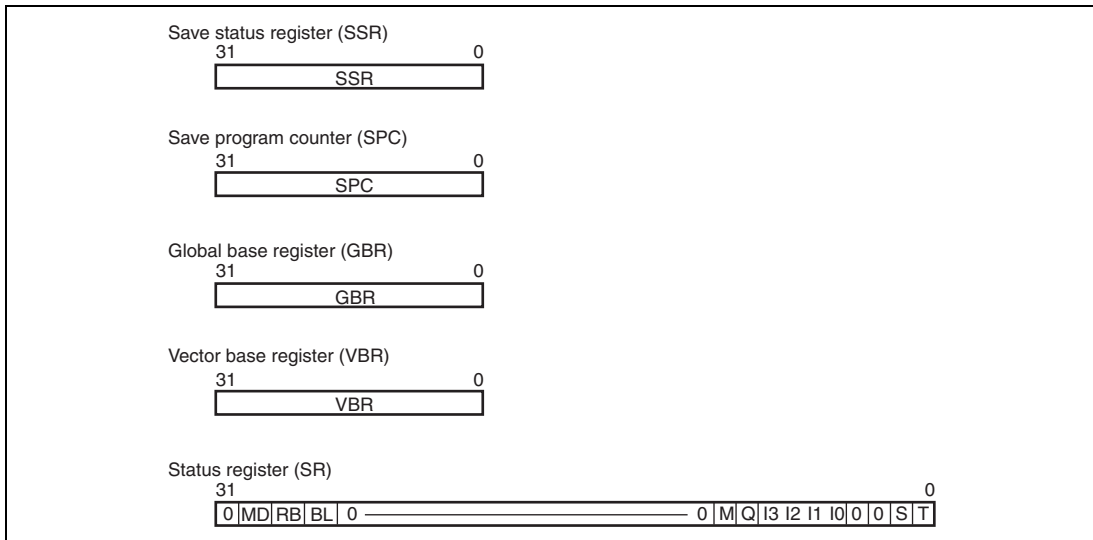 Save status register (SSR)
31 0
SSR
Save program counter (SPC)
31 0
SPC
Global base register (GBR)
31 0
GBR
Vector base register (VBR)
31 0
VBR
Status register (SR)
31 0
0 MD RB BL 0 0 M Q I3 I2 I1 I0 0 0 S T